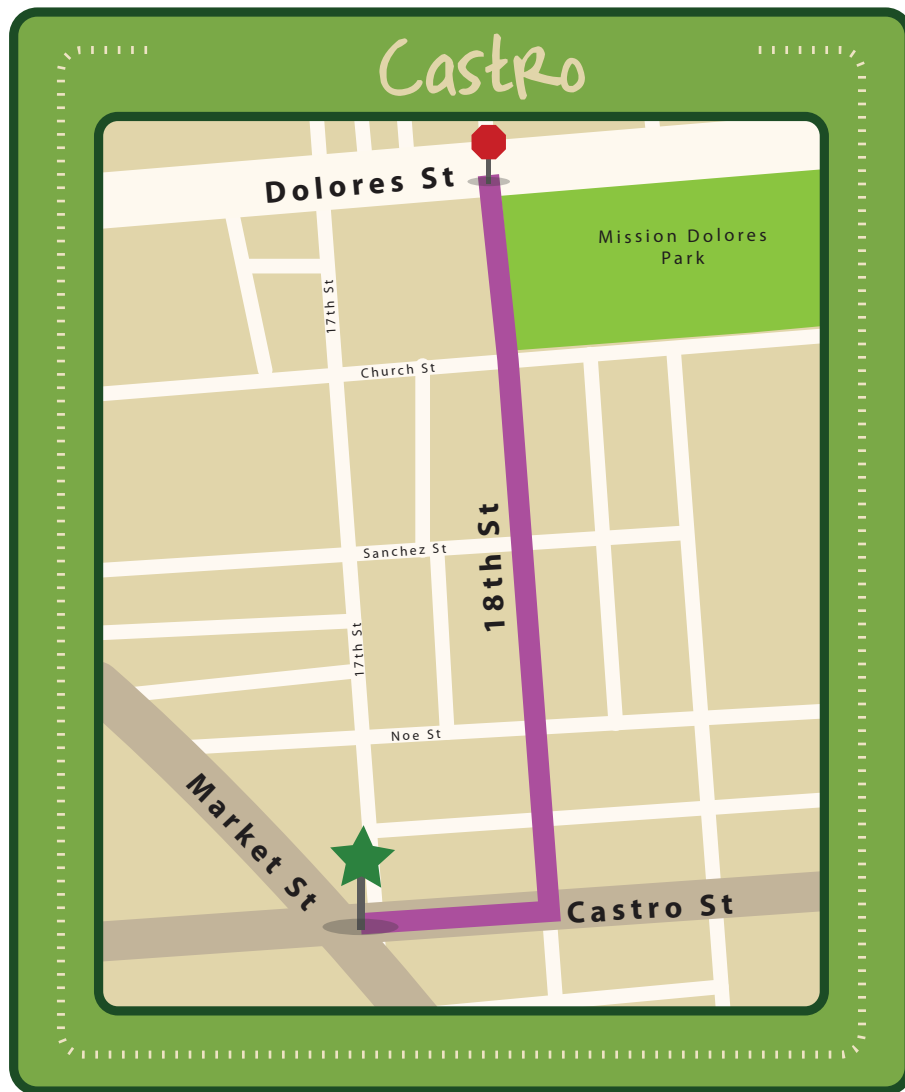 Castro
Dolores St
Mission Dolores
Park
17th St
Church St
18th St
Sanchez St
17th St
Noe St
Market St
Castro St